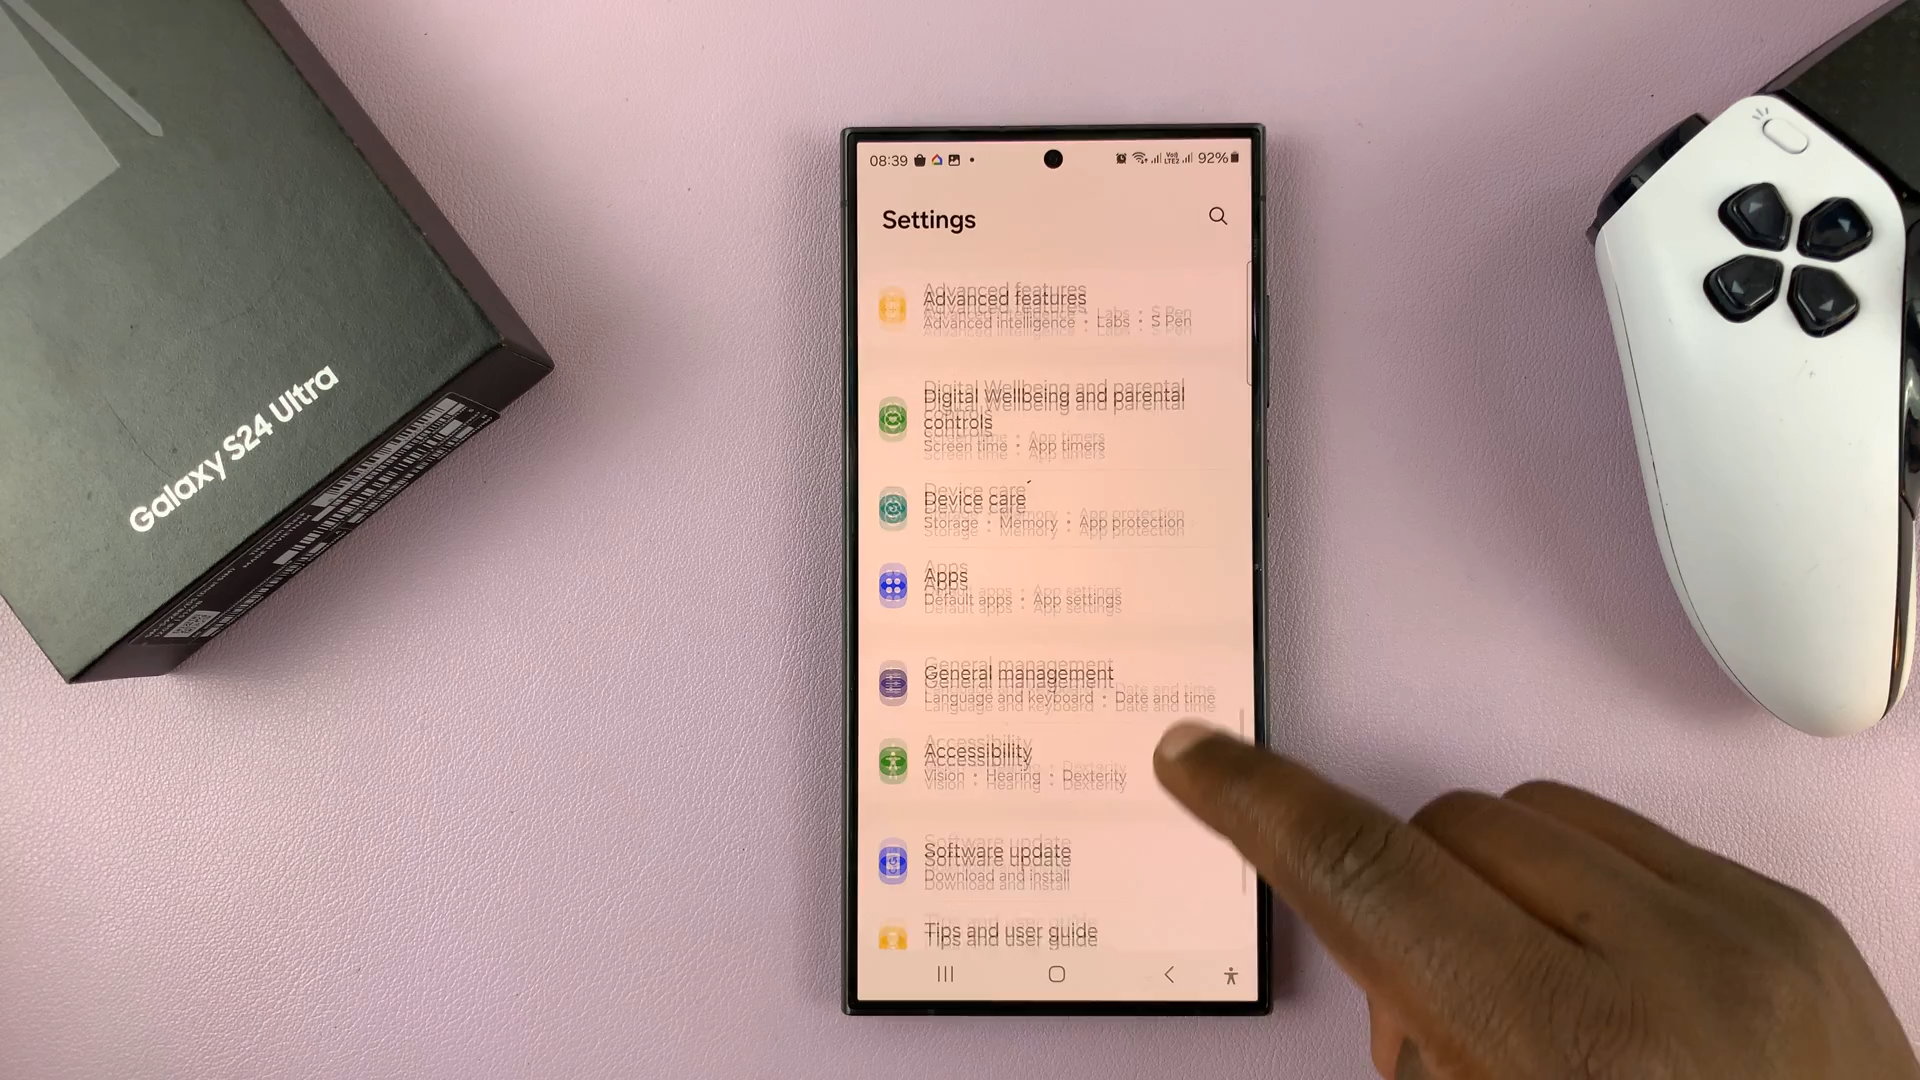 Galaxy S24 Ultra
08:39
92%
Settings
Advanced features
Advanced intelligence • Labs • S Pen
Digital Wellbeing and parental
controls
Screen time • App timers
Device care
Storage • Memory • App protection
Apps
Default apps • App settings
General management
Language and keyboard • Date and time
Accessibility
Vision • Hearing • Dexterity
Software update
Download and install
Tips and user guide